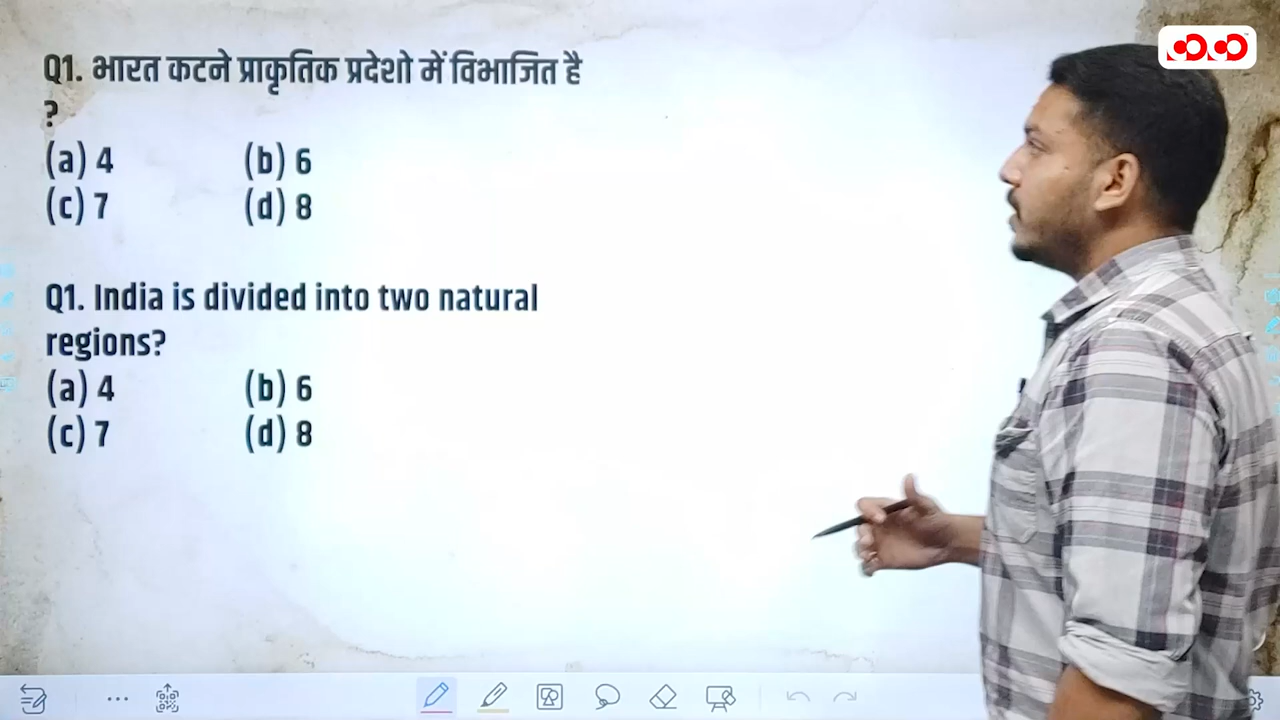 Q1. भारत कटने प्राकृतिक प्रदेशो में विभाजित है
?
(a) 4 (b) 6
(c) 7 (d) 8
Q1. India is divided into two natural
regions?
(a) 4 (b) 6
(c) 7 (d) 8